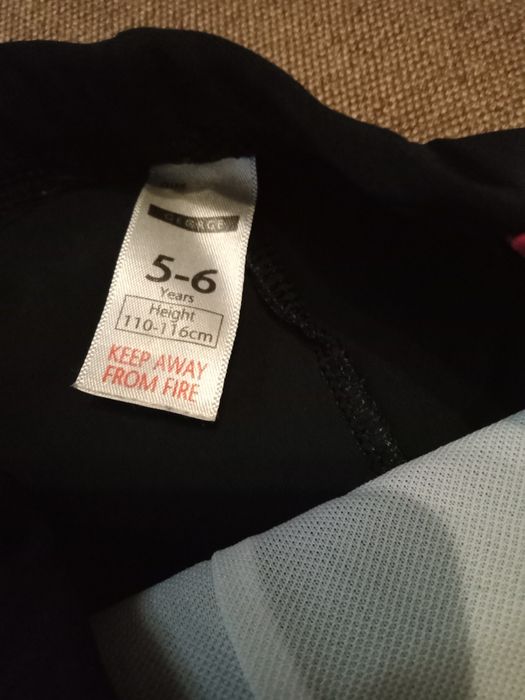 GEORGE
5-6
Years
Height
110-116cm
KEEP AWAY
FROM FIRE